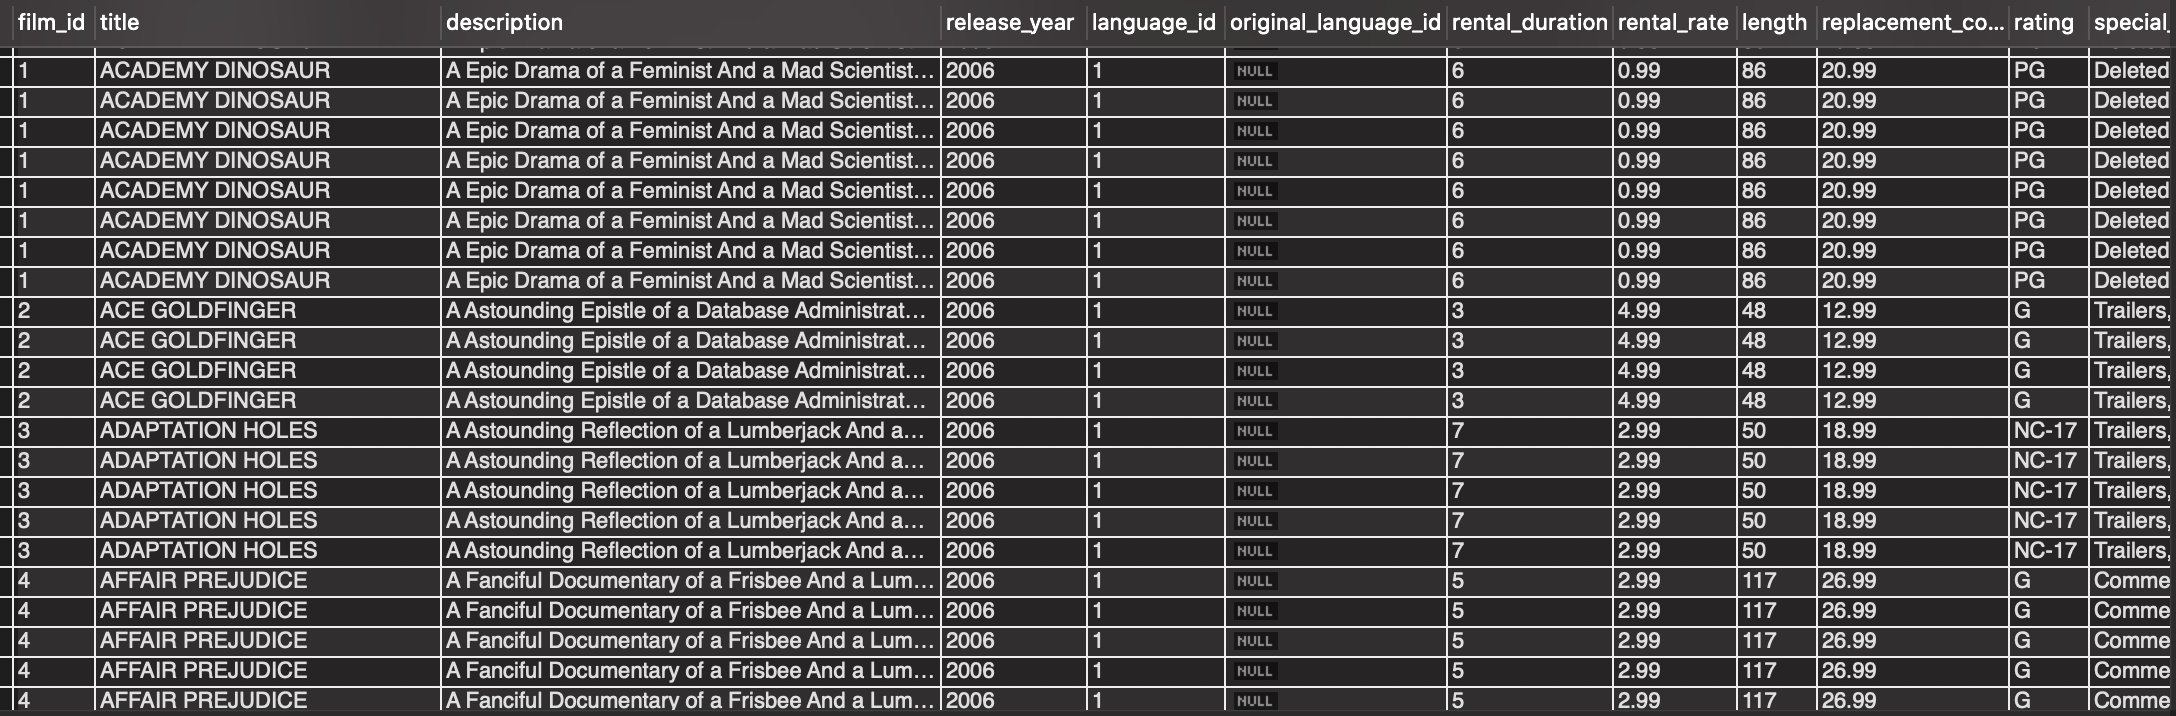 film_id title description release_year language_id original_language_id rental_duration rental_rate length replacement_co... rating special_
1 ACADEMY DINOSAUR A Epic Drama of a Feminist And a Mad Scientist... 2006 1 NULL 6 0.99 86 20.99 PG Deleted
1 ACADEMY DINOSAUR A Epic Drama of a Feminist And a Mad Scientist... 2006 1 NULL 6 0.99 86 20.99 PG Deleted
1 ACADEMY DINOSAUR A Epic Drama of a Feminist And a Mad Scientist... 2006 1 NULL 6 0.99 86 20.99 PG Deleted
1 ACADEMY DINOSAUR A Epic Drama of a Feminist And a Mad Scientist... 2006 1 NULL 6 0.99 86 20.99 PG Deleted
1 ACADEMY DINOSAUR A Epic Drama of a Feminist And a Mad Scientist... 2006 1 NULL 6 0.99 86 20.99 PG Deleted
1 ACADEMY DINOSAUR A Epic Drama of a Feminist And a Mad Scientist... 2006 1 NULL 6 0.99 86 20.99 PG Deleted
1 ACADEMY DINOSAUR A Epic Drama of a Feminist And a Mad Scientist... 2006 1 NULL 6 0.99 86 20.99 PG Deleted
1 ACADEMY DINOSAUR A Epic Drama of a Feminist And a Mad Scientist... 2006 1 NULL 6 0.99 86 20.99 PG Deleted
2 ACE GOLDFINGER A Astounding Epistle of a Database Administrat... 2006 1 NULL 3 4.99 48 12.99 G Trailers,
2 ACE GOLDFINGER A Astounding Epistle of a Database Administrat... 2006 1 NULL 3 4.99 48 12.99 G Trailers,
2 ACE GOLDFINGER A Astounding Epistle of a Database Administrat... 2006 1 NULL 3 4.99 48 12.99 G Trailers,
2 ACE GOLDFINGER A Astounding Epistle of a Database Administrat... 2006 1 NULL 3 4.99 48 12.99 G Trailers,
3 ADAPTATION HOLES A Astounding Reflection of a Lumberjack And a... 2006 1 NULL 7 2.99 50 18.99 NC-17 Trailers,
3 ADAPTATION HOLES A Astounding Reflection of a Lumberjack And a... 2006 1 NULL 7 2.99 50 18.99 NC-17 Trailers,
3 ADAPTATION HOLES A Astounding Reflection of a Lumberjack And a... 2006 1 NULL 7 2.99 50 18.99 NC-17 Trailers,
3 ADAPTATION HOLES A Astounding Reflection of a Lumberjack And a... 2006 1 NULL 7 2.99 50 18.99 NC-17 Trailers,
3 ADAPTATION HOLES A Astounding Reflection of a Lumberjack And a... 2006 1 NULL 7 2.99 50 18.99 NC-17 Trailers,
4 AFFAIR PREJUDICE A Fanciful Documentary of a Frisbee And a Lum... 2006 1 NULL 5 2.99 117 26.99 G Comme
4 AFFAIR PREJUDICE A Fanciful Documentary of a Frisbee And a Lum... 2006 1 NULL 5 2.99 117 26.99 G Comme
4 AFFAIR PREJUDICE A Fanciful Documentary of a Frisbee And a Lum... 2006 1 NULL 5 2.99 117 26.99 G Comme
4 AFFAIR PREJUDICE A Fanciful Documentary of a Frisbee And a Lum... 2006 1 NULL 5 2.99 117 26.99 G Comme
4 AFFAIR PREJUDICE A Fanciful Documentary of a Frisbee And a Lum... 2006 1 NULL 5 2.99 117 26.99 G Comme